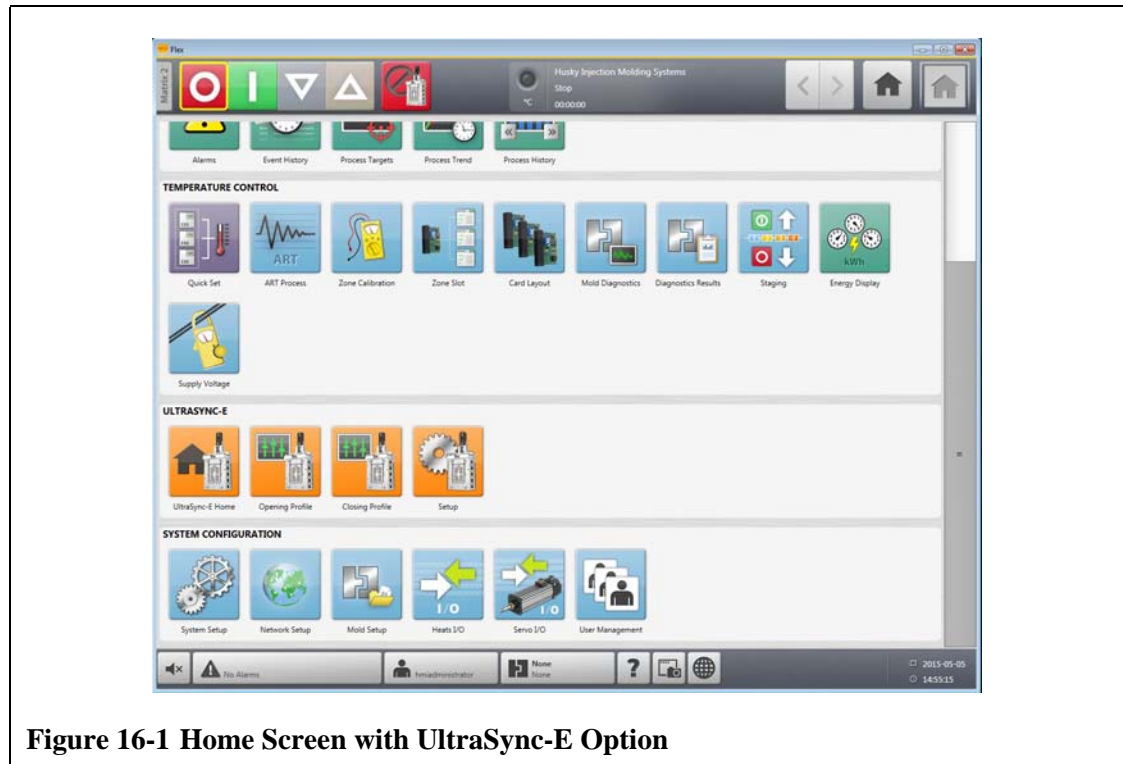 Flex
Matrix 2
Husky Injection Molding Systems
Stop
°C 00:00:00
Alarms Event History Process Targets Process Trend Process History
TEMPERATURE CONTROL
ART
kWh
Quick Set ART Process Zone Calibration Zone Slot Card Layout Mold Diagnostics Diagnostics Results Staging Energy Display
Supply Voltage
ULTRASYNC-E
UltraSync-E Home Opening Profile Closing Profile Setup
SYSTEM CONFIGURATION
I/O I/O
System Setup Network Setup Mold Setup Heats I/O Servo I/O User Management
No Alarms hmiadministrator None
None
? 2015-05-05
14:55:15
Figure 16-1 Home Screen with UltraSync-E Option